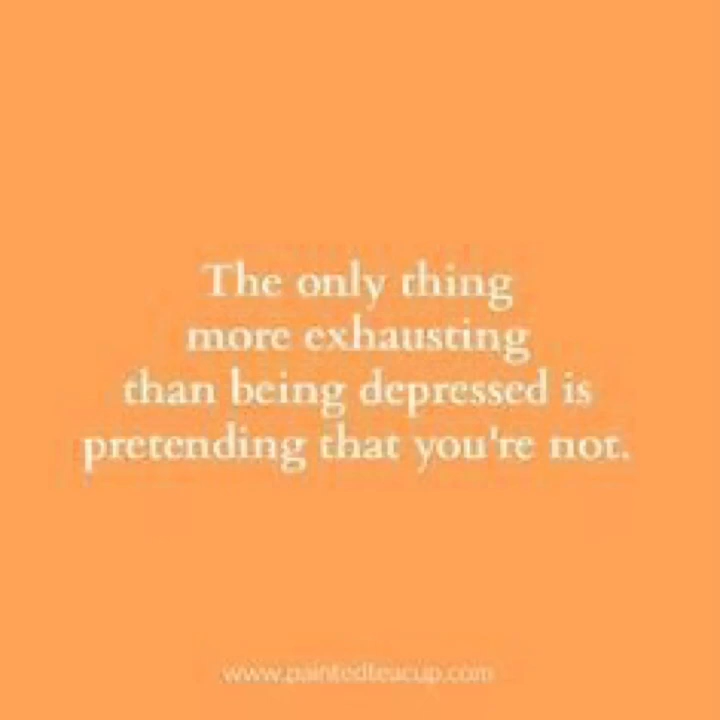 The only thing
more exhausting
than being depressed is
pretending that you're not.
www.paintedteacup.com